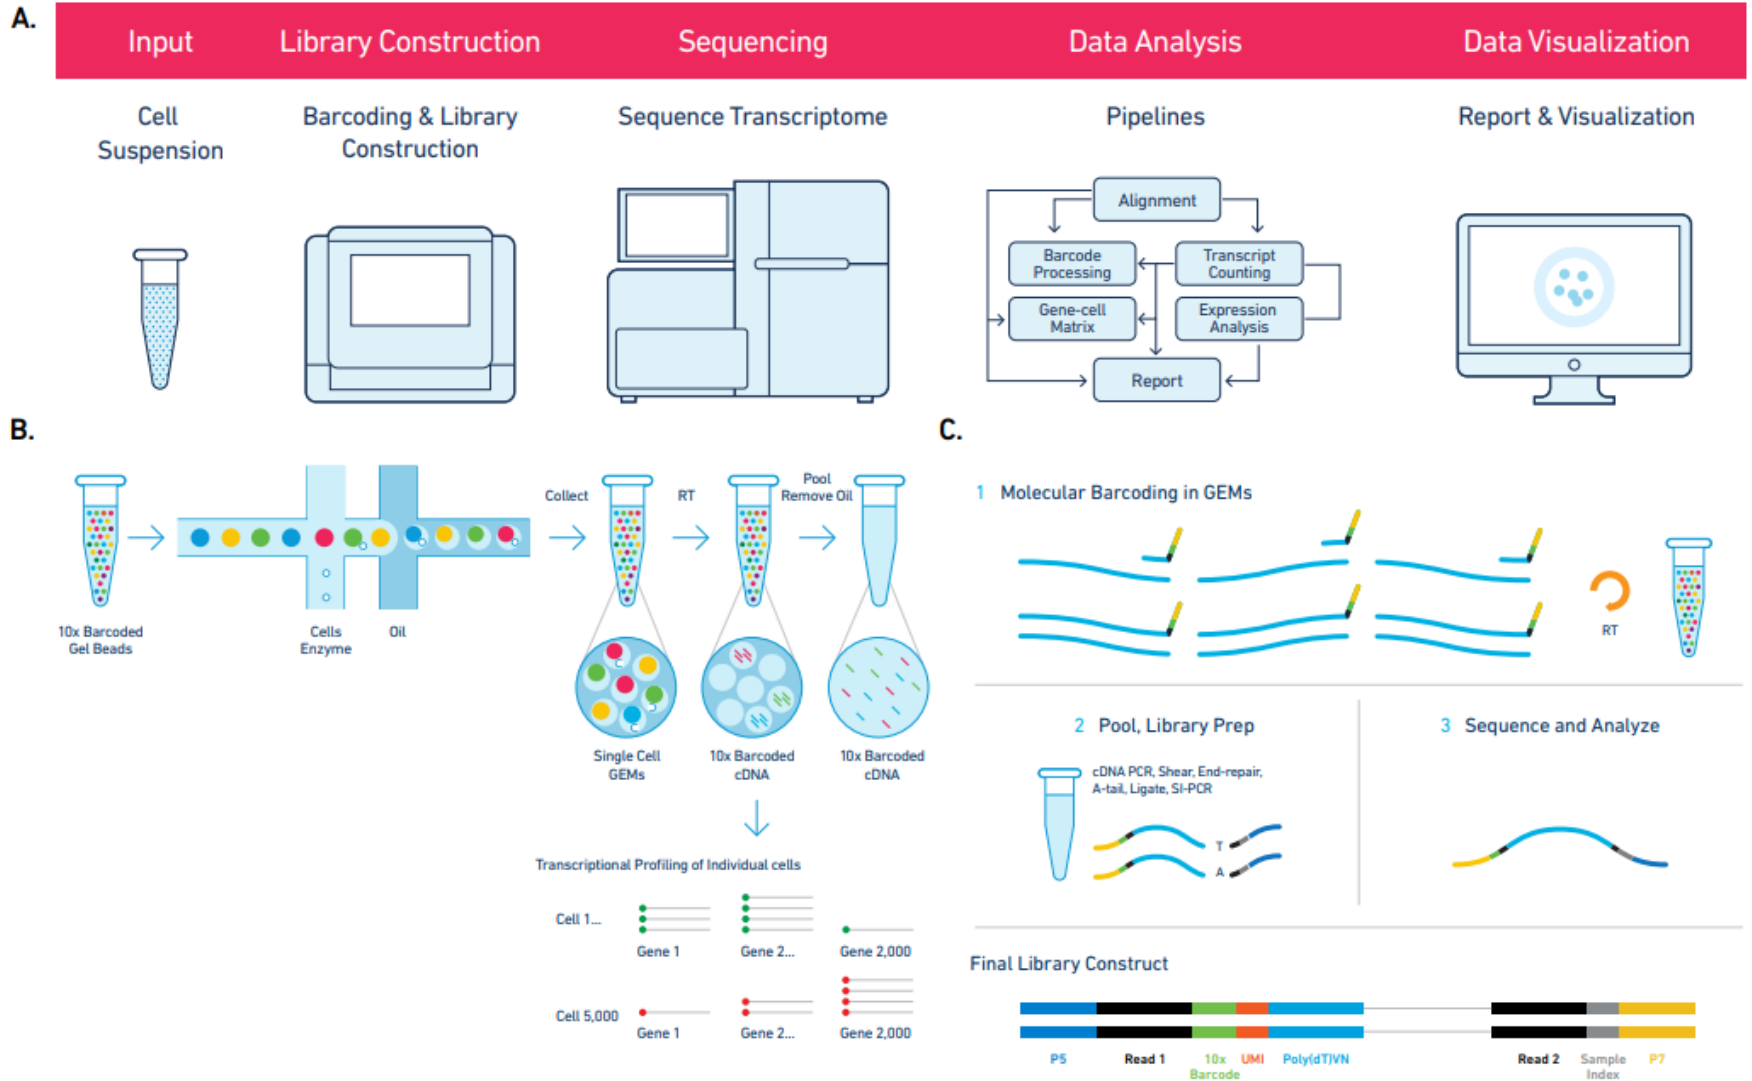 A.
Input
Library Construction
Sequencing
Data Analysis
Data Visualization
Cell
Suspension
Barcoding & Library
Construction
Sequence Transcriptome
Pipelines
Report & Visualization
Alignment
Barcode
Processing
Transcript
Counting
Gene-cell
Matrix
Expression
Analysis
Report
B.
10x Barcoded
Gel Beads
Cells
Enzyme
Oil
Collect
RT
Pool
Remove Oil
Single Cell
GEMs
10x Barcoded
cDNA
10x Barcoded
cDNA
Transcriptional Profiling of Individual cells
Cell 1...
Gene 1
Gene 2...
Gene 2,000
Cell 5,000
Gene 1
Gene 2...
Gene 2,000
C.
1 Molecular Barcoding in GEMs
RT
2 Pool, Library Prep
cDNA PCR, Shear, End-repair,
A-tail, Ligate, SI-PCR
T
A
3 Sequence and Analyze
Final Library Construct
P5
Read 1
10x
Barcode
UMI
Poly(dT)VN
Read 2
Sample
Index
P7